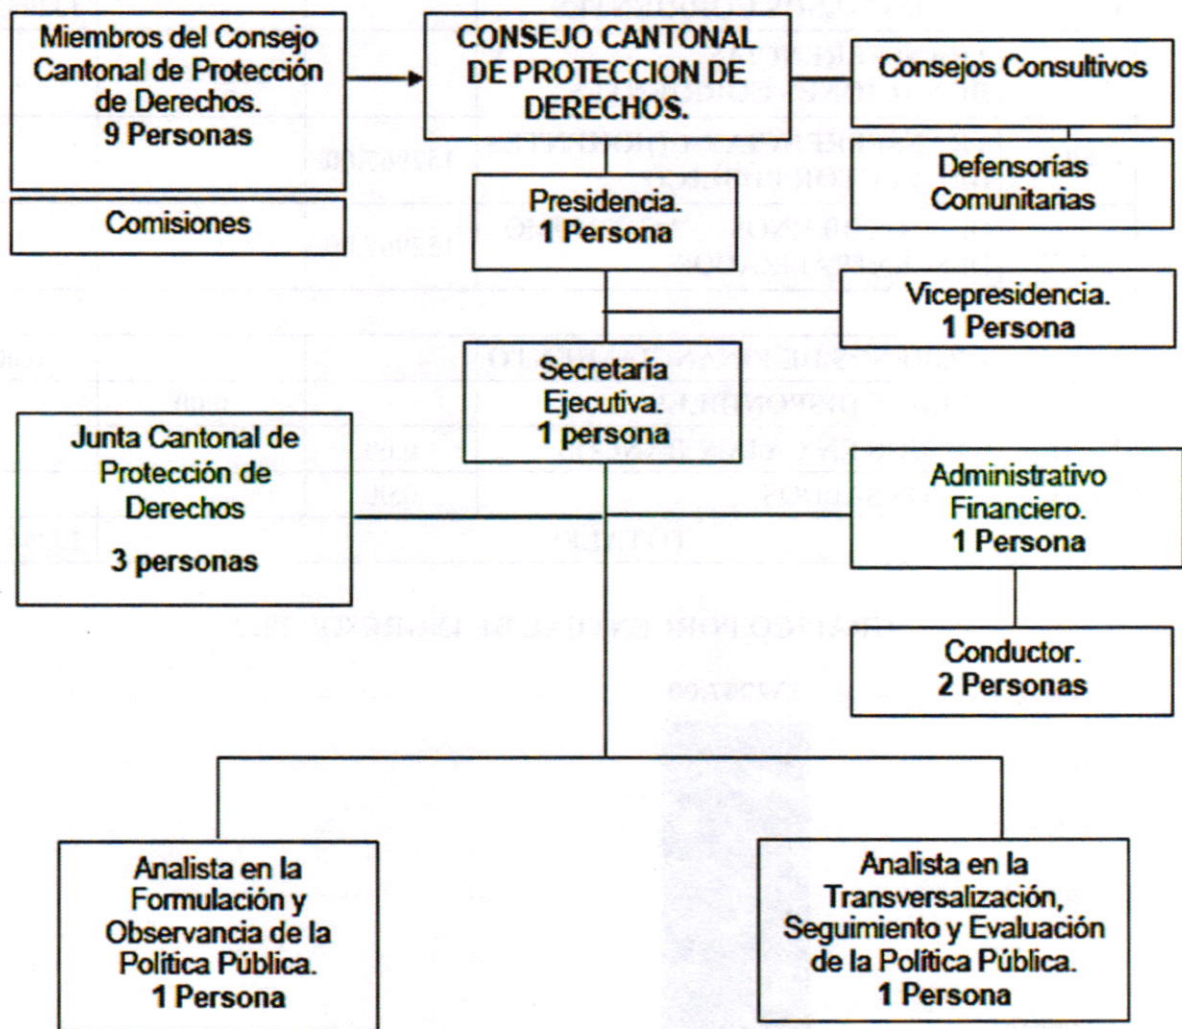 Miembros del Consejo
Cantonal de Protección
de Derechos.
9 Personas
Comisiones
CONSEJO CANTONAL
DE PROTECCION DE
DERECHOS.
Consejos Consultivos
Defensorías
Comunitarias
Presidencia.
1 Persona
Vicepresidencia.
1 Persona
Secretaría
Ejecutiva.
1 persona
Junta Cantonal de
Protección de
Derechos
3 personas
Administrativo
Financiero.
1 Persona
Conductor.
2 Personas
Analista en la
Formulación y
Observancia de la
Política Pública.
1 Persona
Analista en la
Transversalización,
Seguimiento y Evaluación
de la Política Pública.
1 Persona